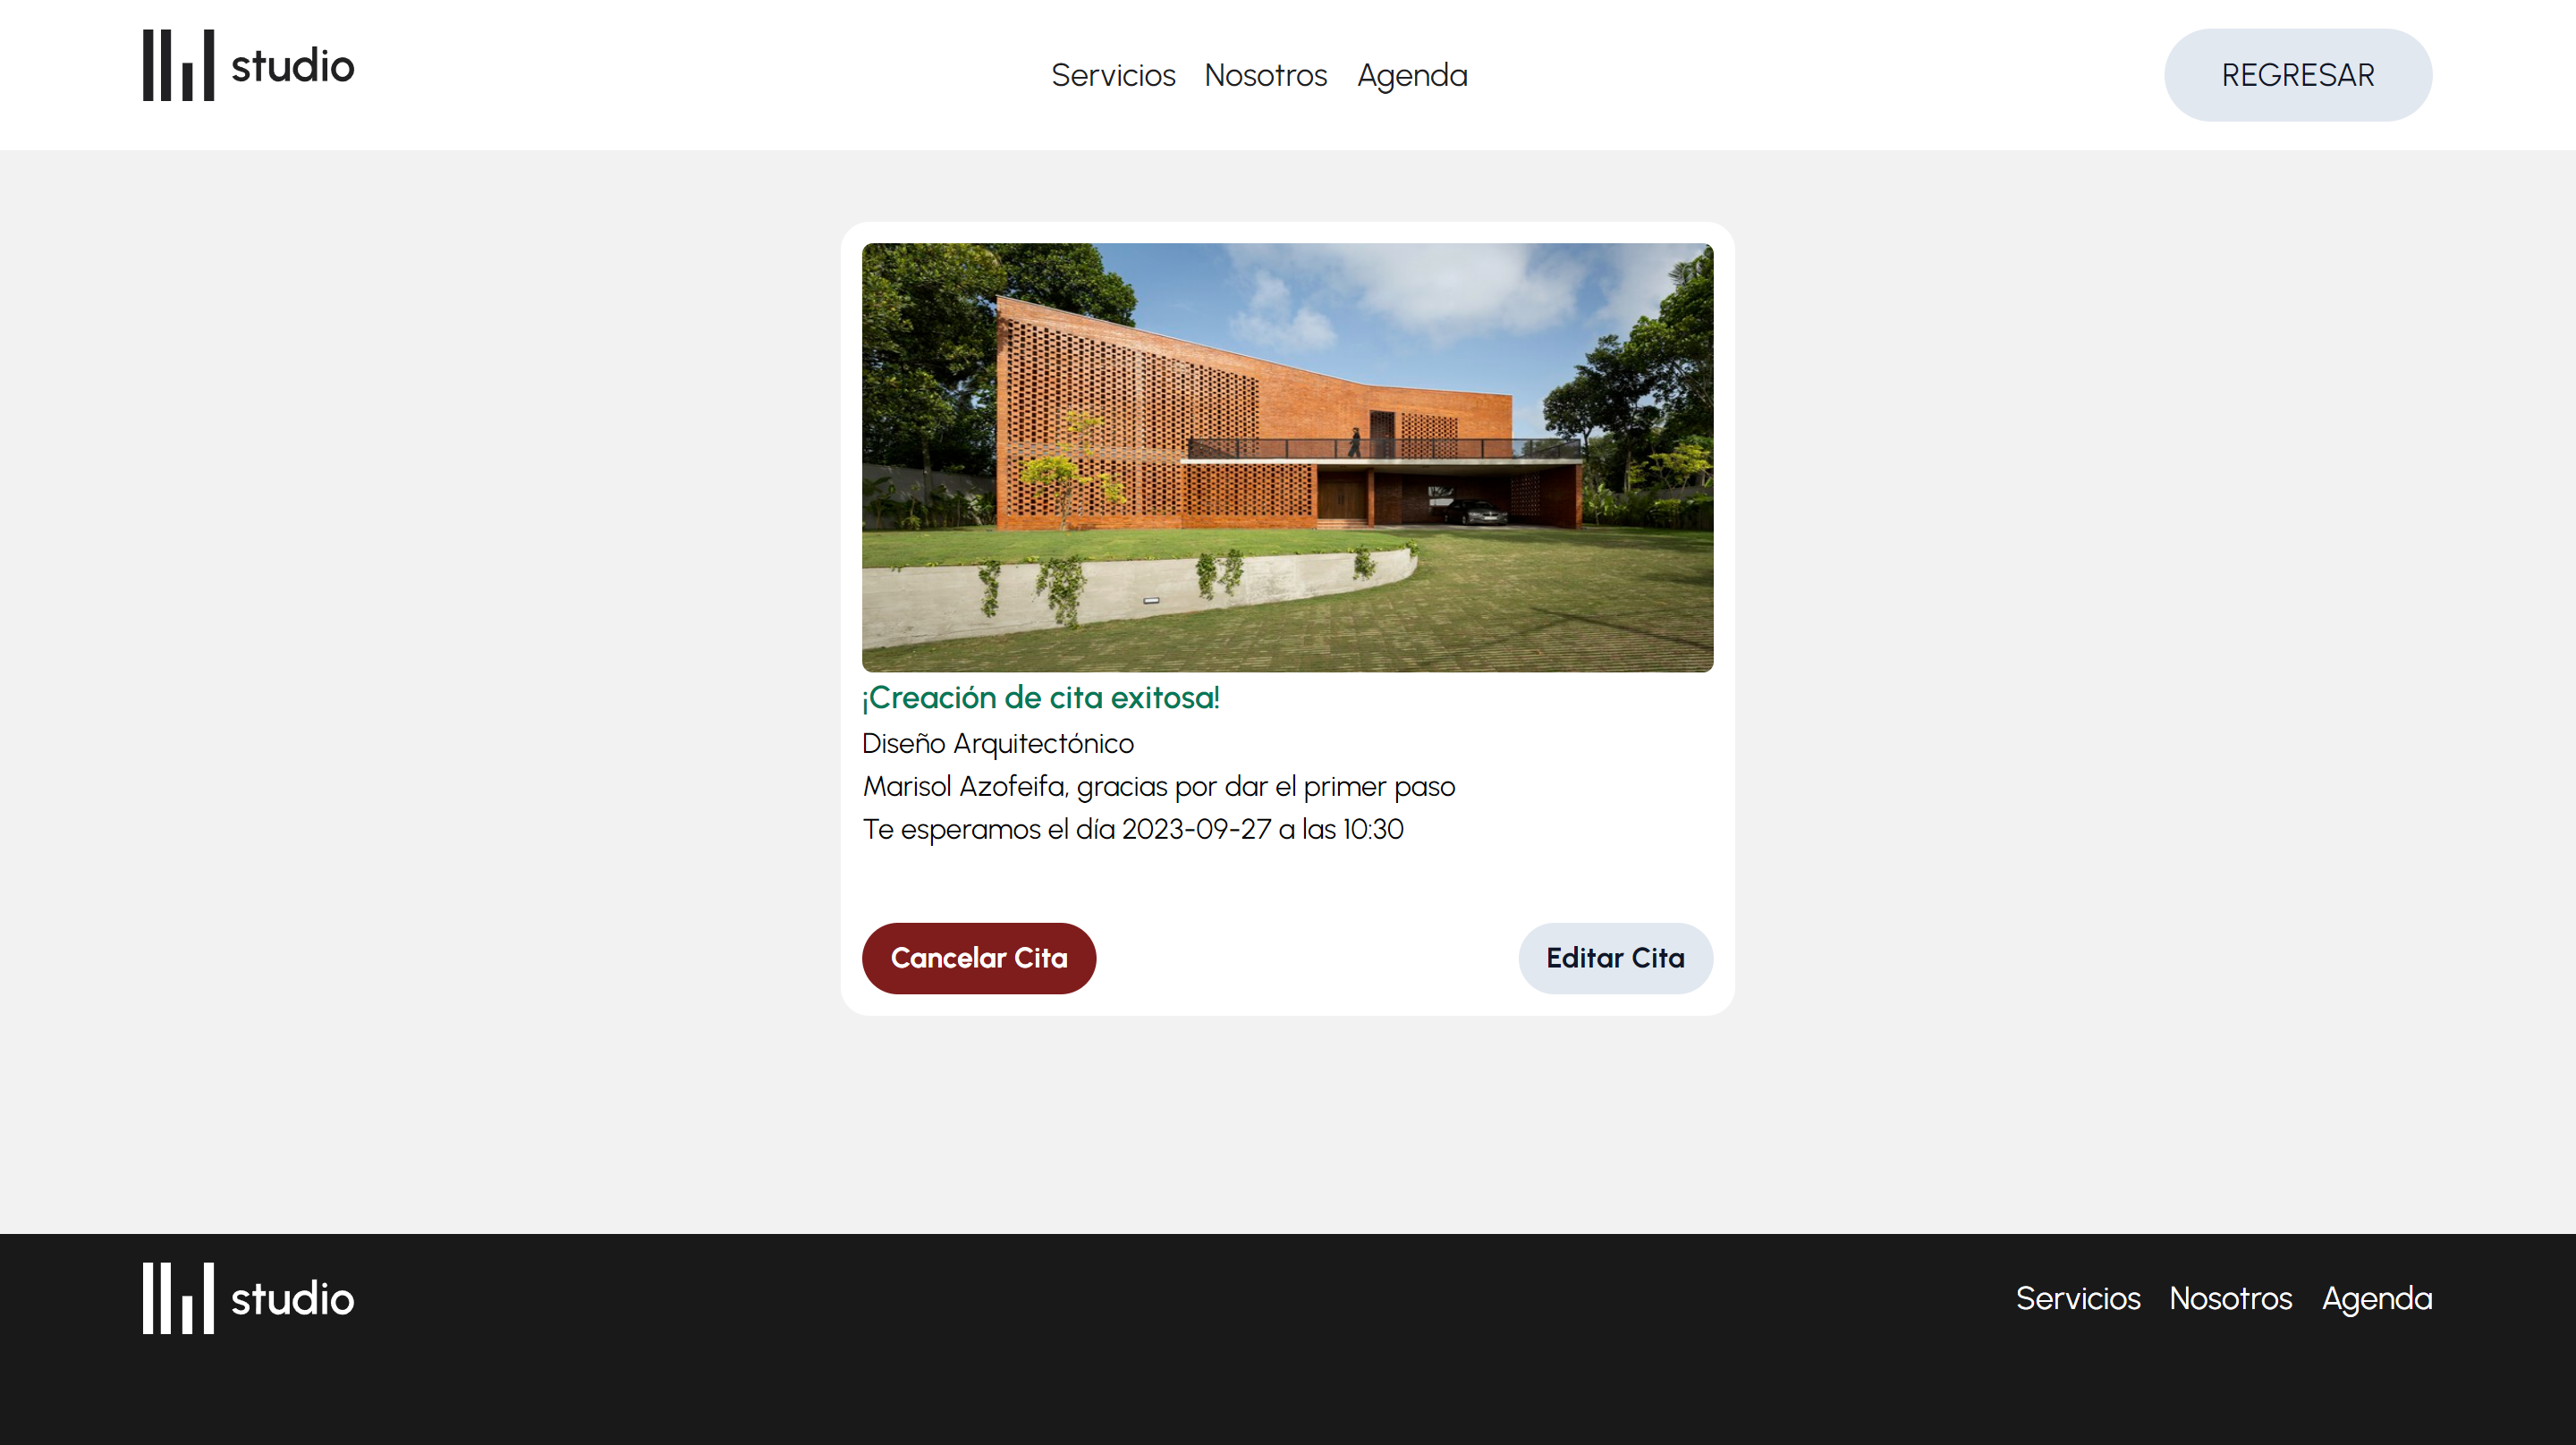 studio
Servicios Nosotros Agenda
REGRESAR
¡Creación de cita exitosa!
Diseño Arquitectónico
Marisol Azofeifa, gracias por dar el primer paso
Te esperamos el día 2023-09-27 a las 10:30
Cancelar Cita
Editar Cita
studio
Servicios Nosotros Agenda